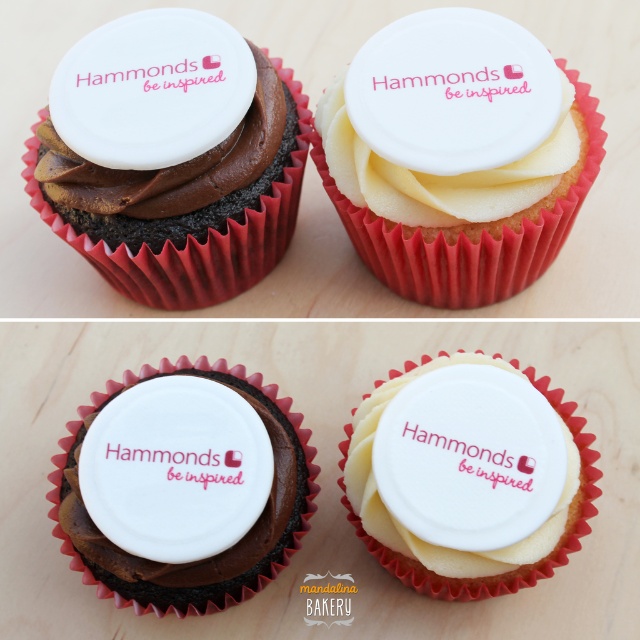 Hammonds
be inspired
Hammonds
be inspired
Hammonds
be inspired
Hammonds
be inspired
mandalina
BAKERY